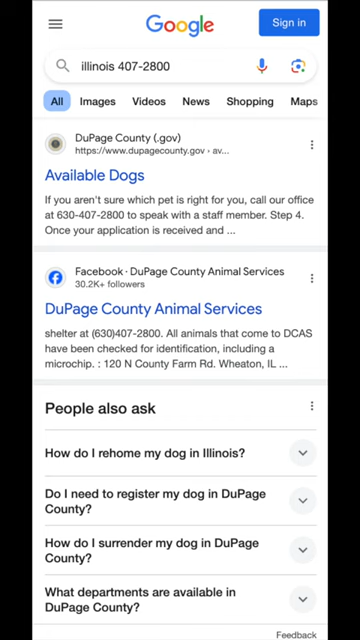 Google
Sign in
illinois 407-2800
All Images Videos News Shopping Maps
DuPage County (.gov)
https://www.dupagecounty.gov › av...
Available Dogs
If you aren't sure which pet is right for you, call our office
at 630-407-2800 to speak with a staff member. Step 4.
Once your application is received and ...
Facebook · DuPage County Animal Services
30.2K+ followers
DuPage County Animal Services
shelter at (630)407-2800. All animals that come to DCAS
have been checked for identification, including a
microchip. : 120 N County Farm Rd. Wheaton, IL ...
People also ask
How do I rehome my dog in Illinois?
Do I need to register my dog in DuPage
County?
How do I surrender my dog in DuPage
County?
What departments are available in
DuPage County?
Feedback